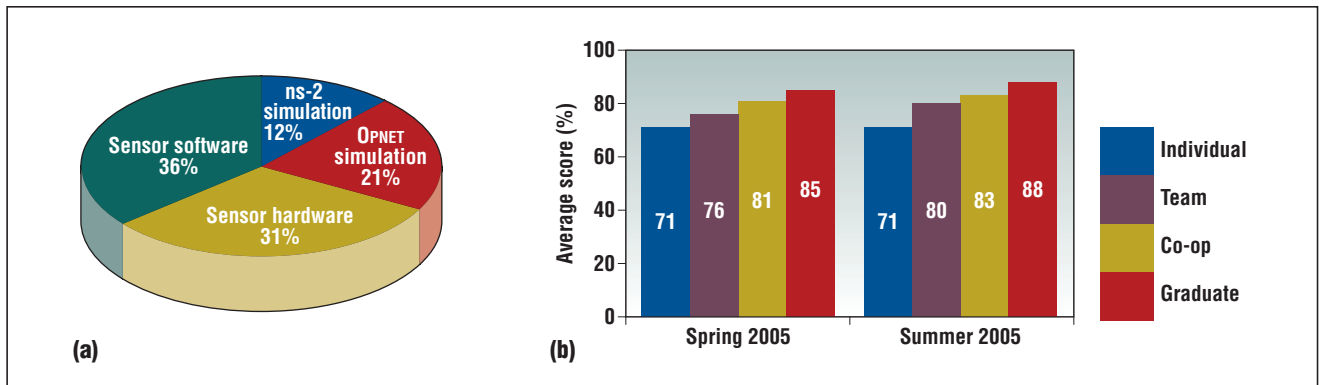 ns-2
simulation
12%
OPNET
simulation
21%
Sensor hardware
31%
Sensor software
36%
(a)
Average score (%)
100
80
60
40
20
0
71
76
81
85
71
80
83
88
Spring 2005
Summer 2005
Individual
Team
Co-op
Graduate
(b)